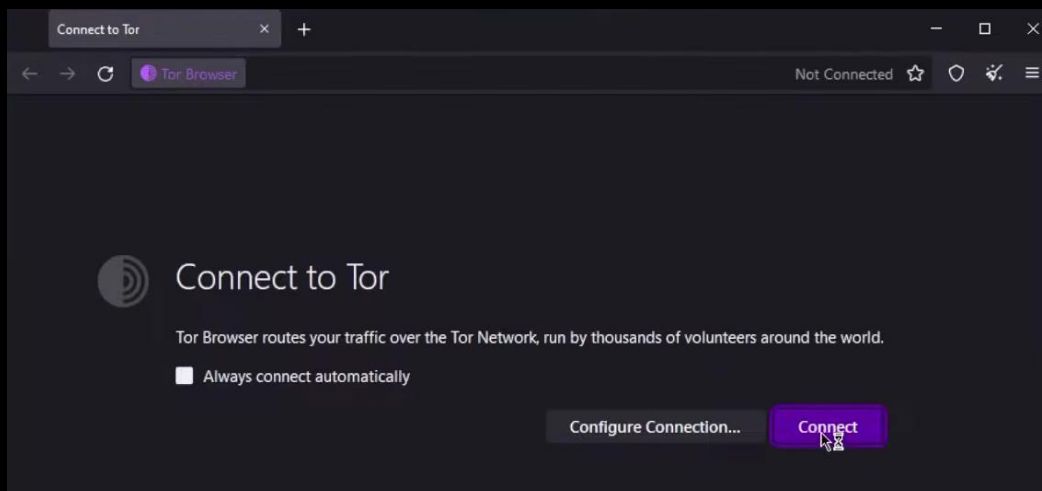 Connect to Tor
Tor Browser
Not Connected
Connect to Tor
Tor Browser routes your traffic over the Tor Network, run by thousands of volunteers around the world.
Always connect automatically
Configure Connection...
Connect